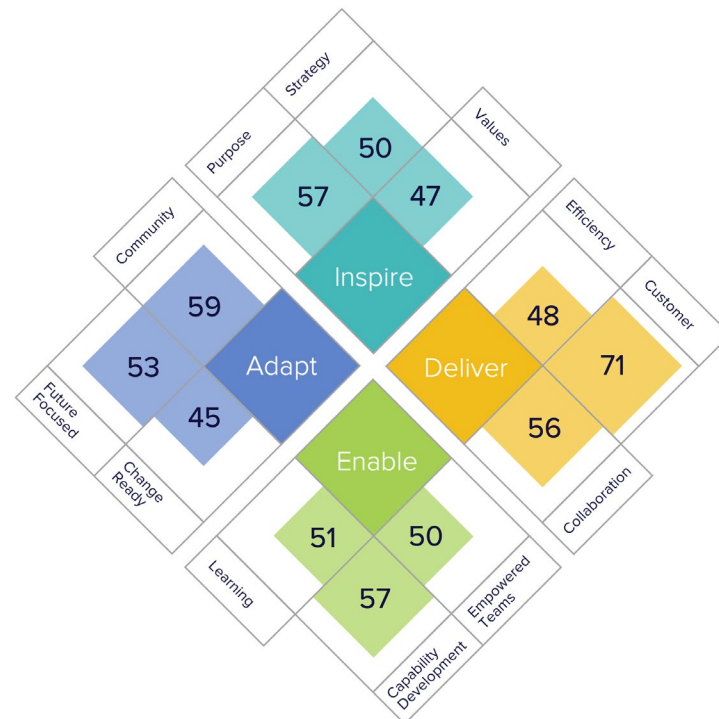 Strategy
Purpose
Values
50
57
47
Inspire
Community
59
53
45
Adapt
Future
Focused
Change
Ready
Efficiency
Customer
48
71
56
Deliver
Collaboration
Enable
51
50
57
Learning
Empowered
Teams
Capability
Development